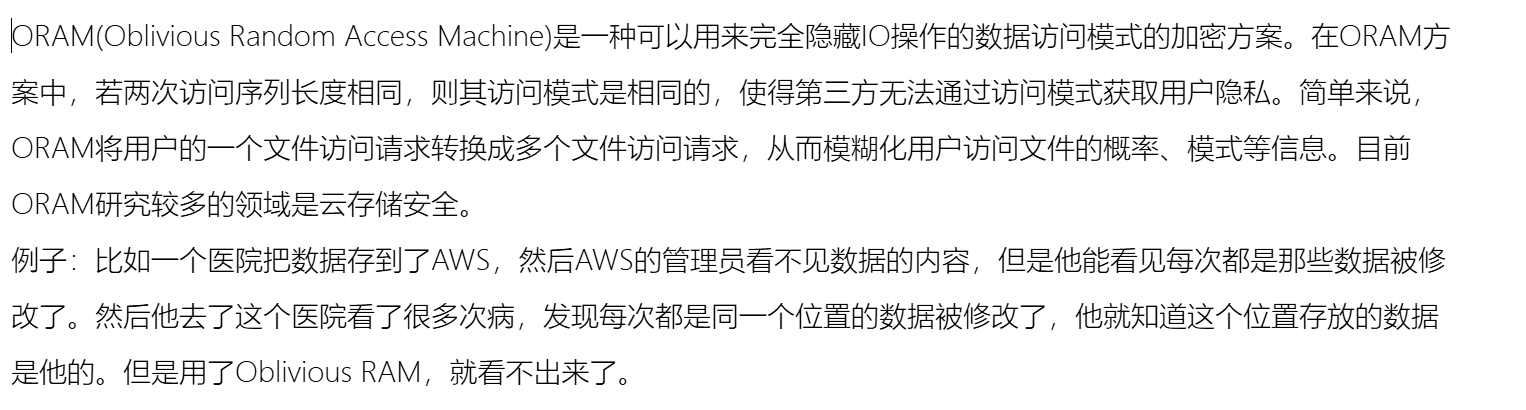 ORAM(Oblivious Random Access Machine)是一种可以用来完全隐藏IO操作的数据访问模式的加密方案。在ORAM方
案中，若两次访问序列长度相同，则其访问模式是相同的，使得第三方无法通过访问模式获取用户隐私。简单来说，
ORAM将用户的一个文件访问请求转换成多个文件访问请求，从而模糊化用户访问文件的概率、模式等信息。目前
ORAM研究较多的领域是云存储安全。
例子：比如一个医院把数据存到了AWS，然后AWS的管理员看不见数据的内容，但是他能看见每次都是那些数据被修
改了。然后他去了这个医院看了很多次病，发现每次都是同一个位置的数据被修改了，他就知道这个位置存放的数据
是他的。但是用了Oblivious RAM，就看不出来了。